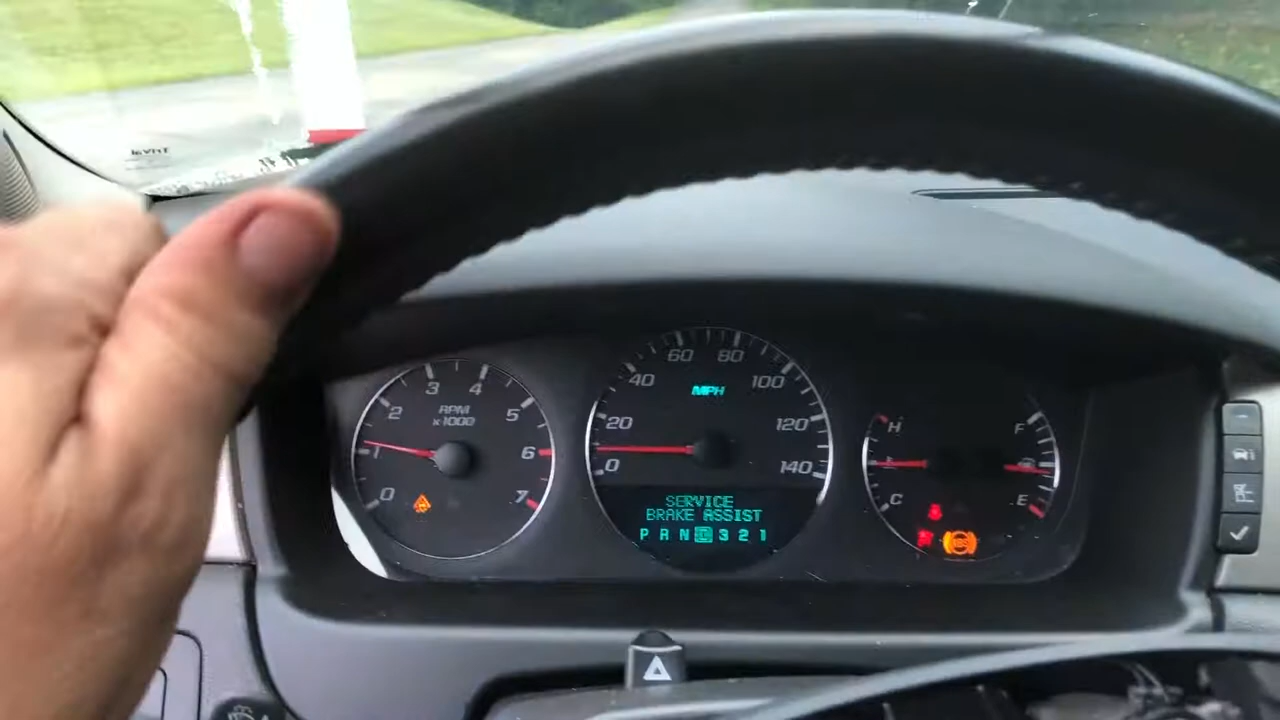 3 4
2 5
RPM
x1000
1 6
0 7
60 80
40 100
MPH
20 120
0 140
SERVICE
BRAKE ASSIST
P R N D 3 2 1
H F
C E